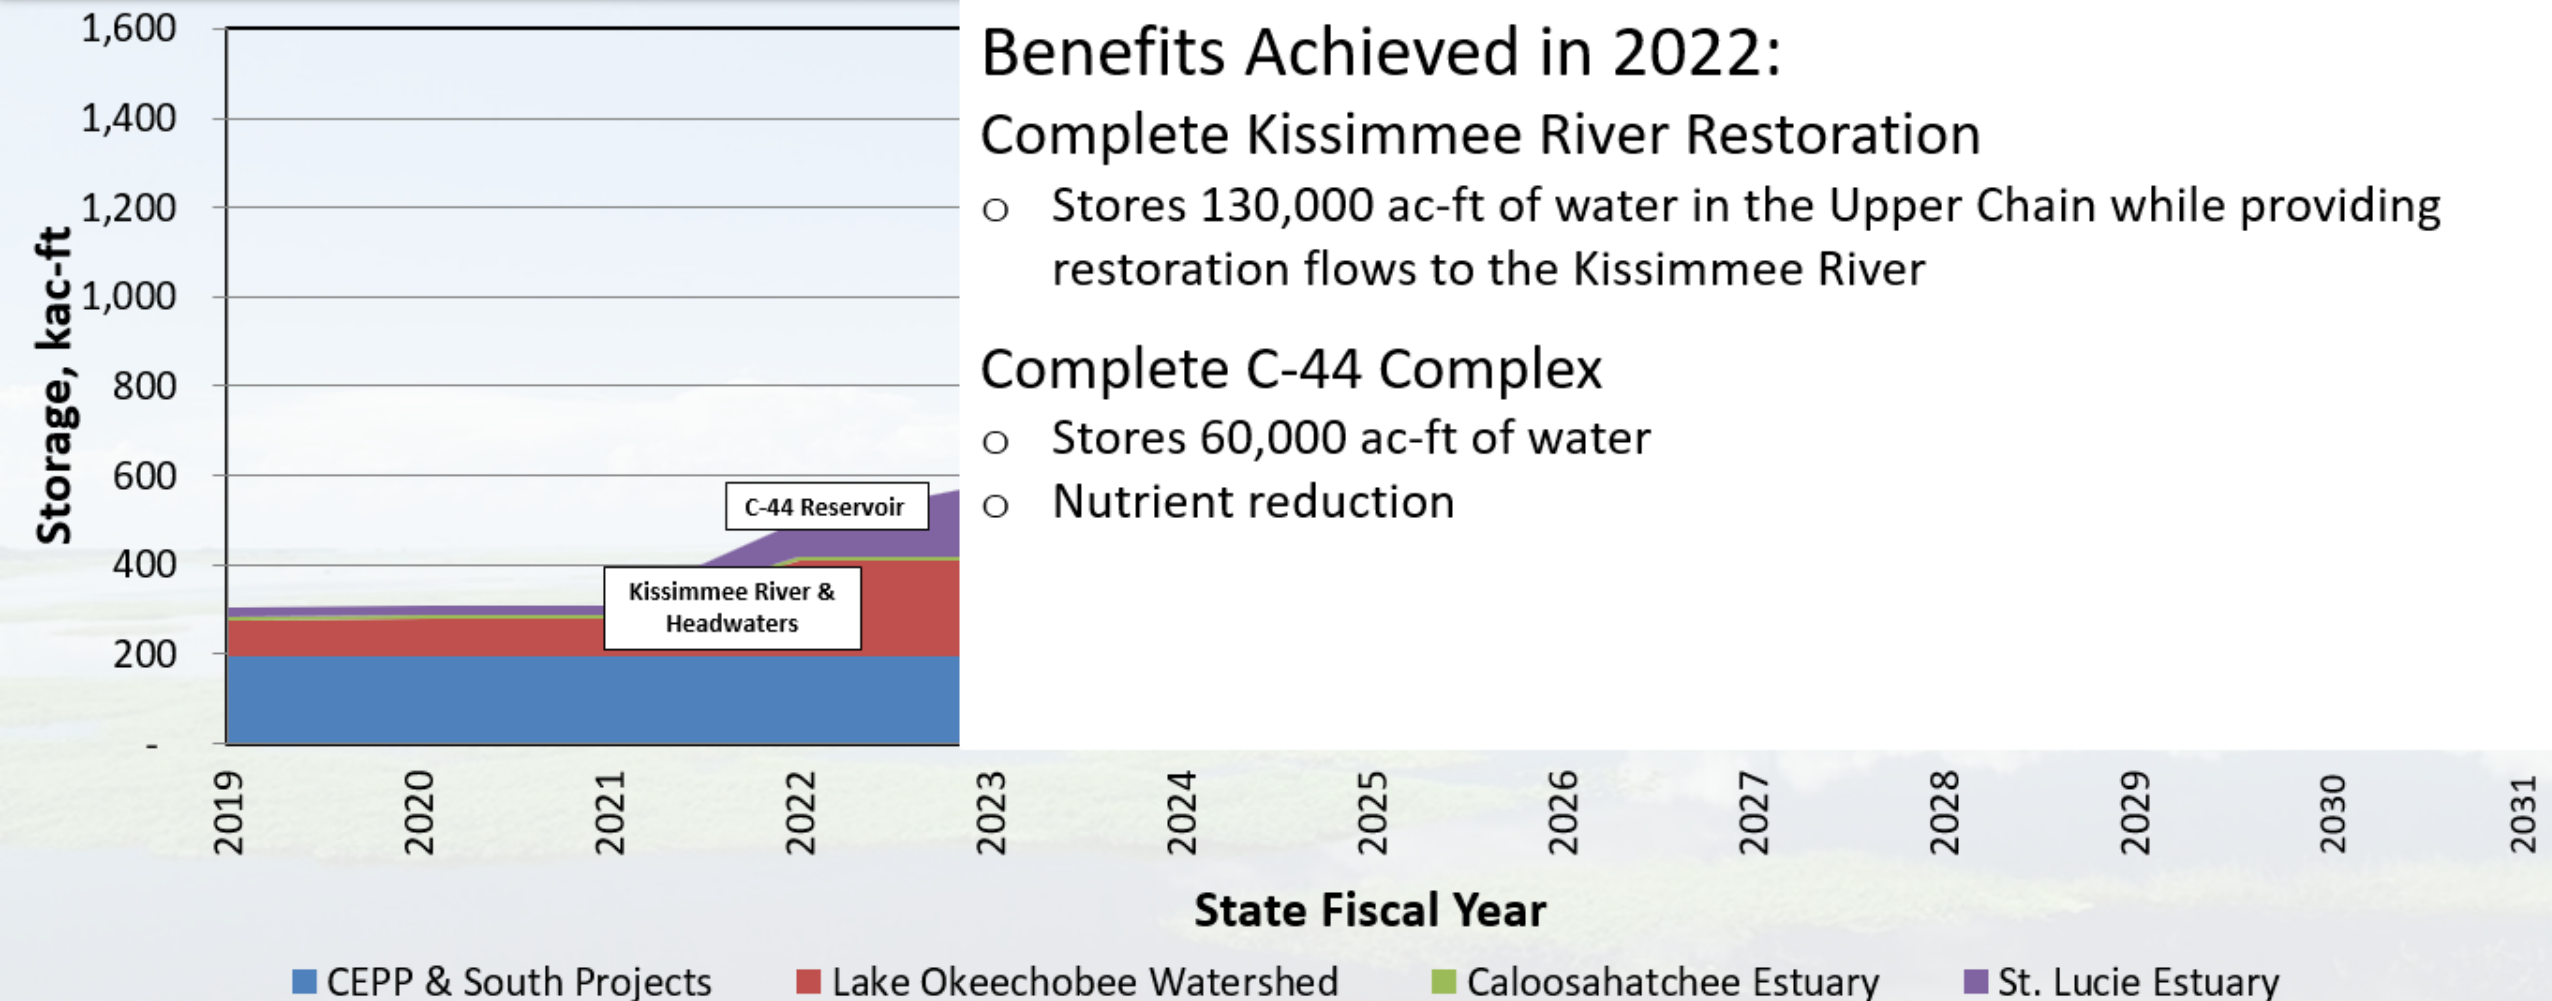 Benefits Achieved in 2022:
Complete Kissimmee River Restoration
o Stores 130,000 ac-ft of water in the Upper Chain while providing
restoration flows to the Kissimmee River
Complete C-44 Complex
o Stores 60,000 ac-ft of water
o Nutrient reduction
Storage, kac-ft
1,600
1,400
1,200
1,000
800
600
400
200
-
C-44 Reservoir
Kissimmee River &
Headwaters
2019 2020 2021 2022 2023 2024 2025 2026 2027 2028 2029 2030 2031
State Fiscal Year
CEPP & South Projects Lake Okeechobee Watershed Caloosahatchee Estuary St. Lucie Estuary